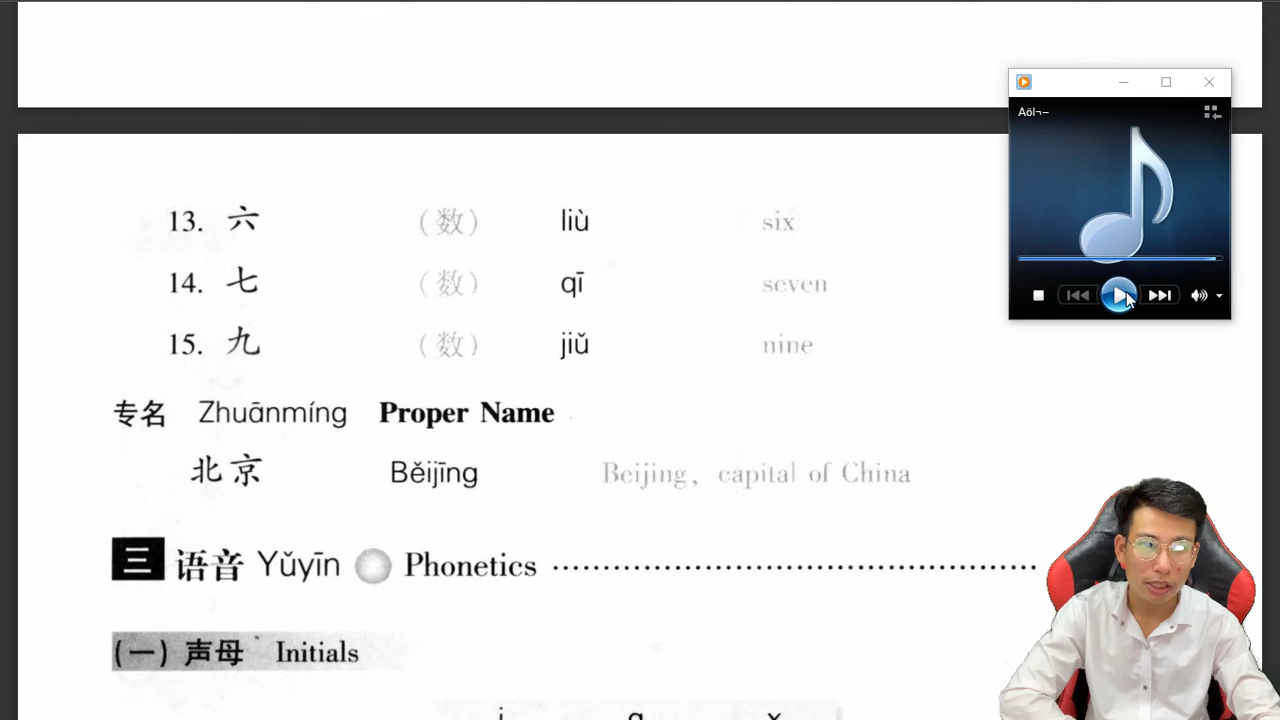 Aöl¬–
13. 六 （数） liù six
14. 七 （数） qī seven
15. 九 （数） jiǔ nine
专名 Zhuānmíng Proper Name
北京 Běijīng Beijing, capital of China
三 语音 Yǔyīn Phonetics
(一) 声母 Initials
j q x